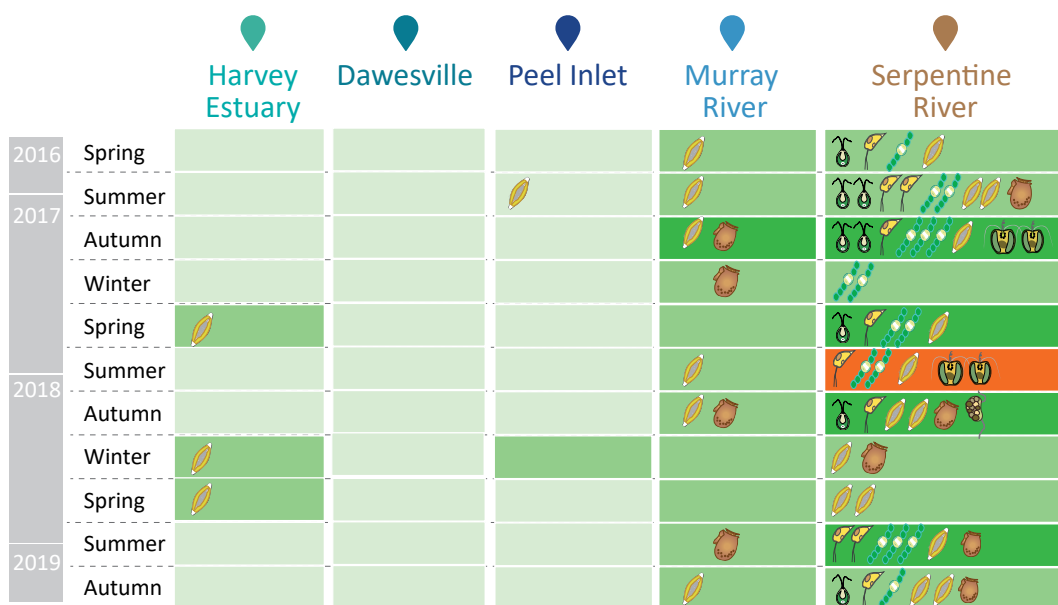 Harvey
Estuary
Dawesville
Peel Inlet
Murray
River
Serpentine
River
2016
Spring
Summer
2017
Autumn
Winter
Spring
Summer
2018
Autumn
Winter
Spring
Summer
2019
Autumn